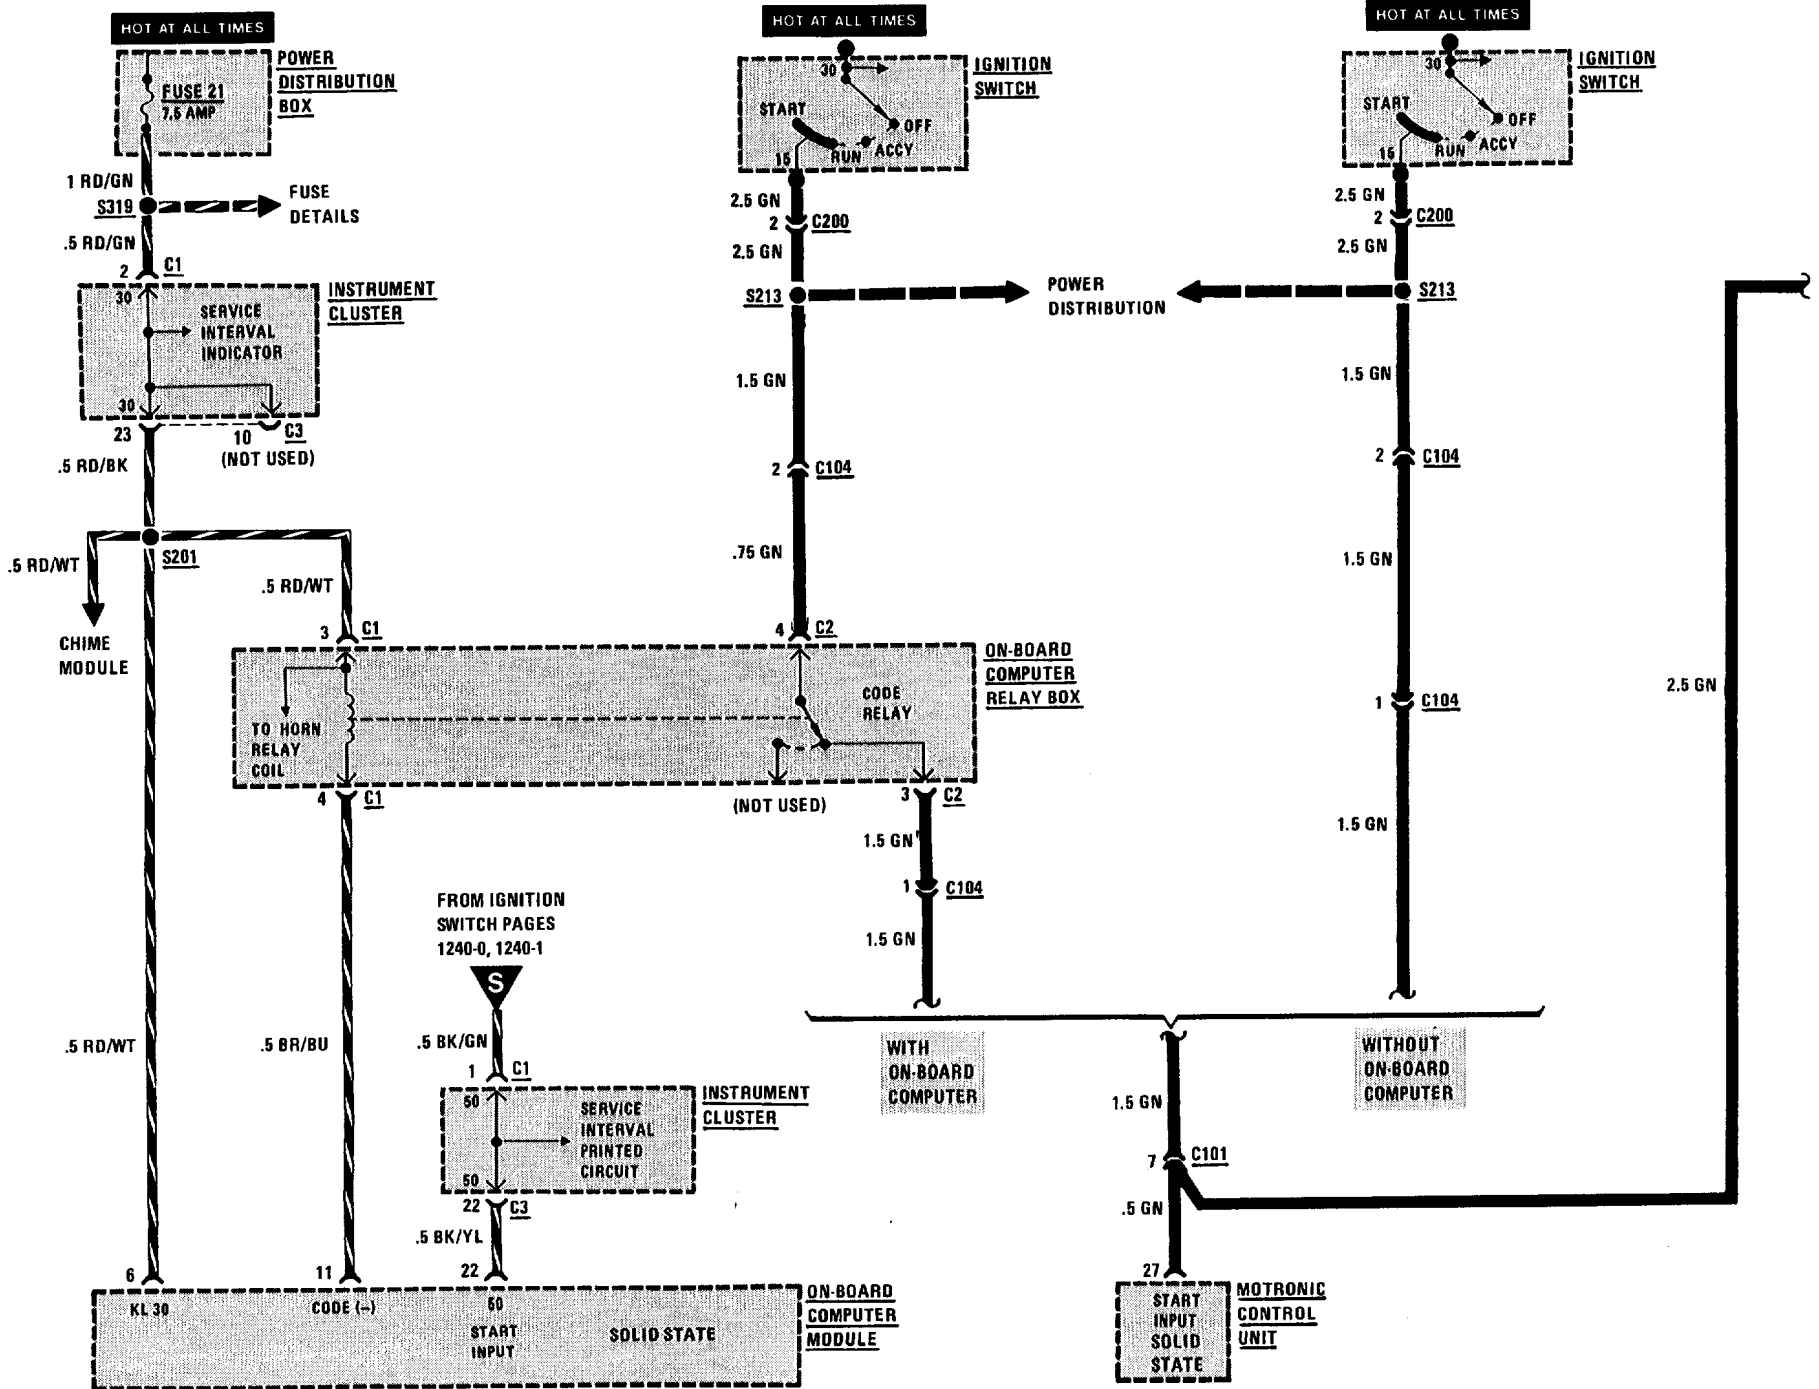 HOT AT ALL TIMES
POWER
DISTRIBUTION
BOX
FUSE 21
7.5 AMP
1 RD/GN
S319
FUSE
DETAILS
.5 RD/GN
2
C1
30
INSTRUMENT
CLUSTER
SERVICE
INTERVAL
INDICATOR
30
23
10
C3
(NOT USED)
.5 RD/BK
S201
.5 RD/WT
CHIME
MODULE
.5 RD/WT
3
C1
HOT AT ALL TIMES
IGNITION
SWITCH
30
START
OFF
ACCY
RUN
15
2.5 GN
2
C200
2.5 GN
S213
POWER
DISTRIBUTION
1.5 GN
2
C104
.75 GN
4
C2
HOT AT ALL TIMES
IGNITION
SWITCH
30
START
OFF
ACCY
RUN
15
2.5 GN
2
C200
2.5 GN
S213
1.5 GN
2
C104
1.5 GN
1
C104
1.5 GN
2.5 GN
ON-BOARD
COMPUTER
RELAY BOX
TO HORN
RELAY
COIL
CODE
RELAY
4
C1
(NOT USED)
3
C2
1.5 GN
1
C104
1.5 GN
FROM IGNITION
SWITCH PAGES
1240-0, 1240-1
S
.5 RD/WT
.5 BR/BU
.5 BK/GN
1
C1
50
INSTRUMENT
CLUSTER
SERVICE
INTERVAL
PRINTED
CIRCUIT
50
22
C3
.5 BK/YL
WITH
ON-BOARD
COMPUTER
WITHOUT
ON-BOARD
COMPUTER
1.5 GN
7
C101
.5 GN
6
11
22
KL 30
CODE (–)
50
START
INPUT
SOLID STATE
ON-BOARD
COMPUTER
MODULE
27
START
INPUT
SOLID
STATE
MOTRONIC
CONTROL
UNIT